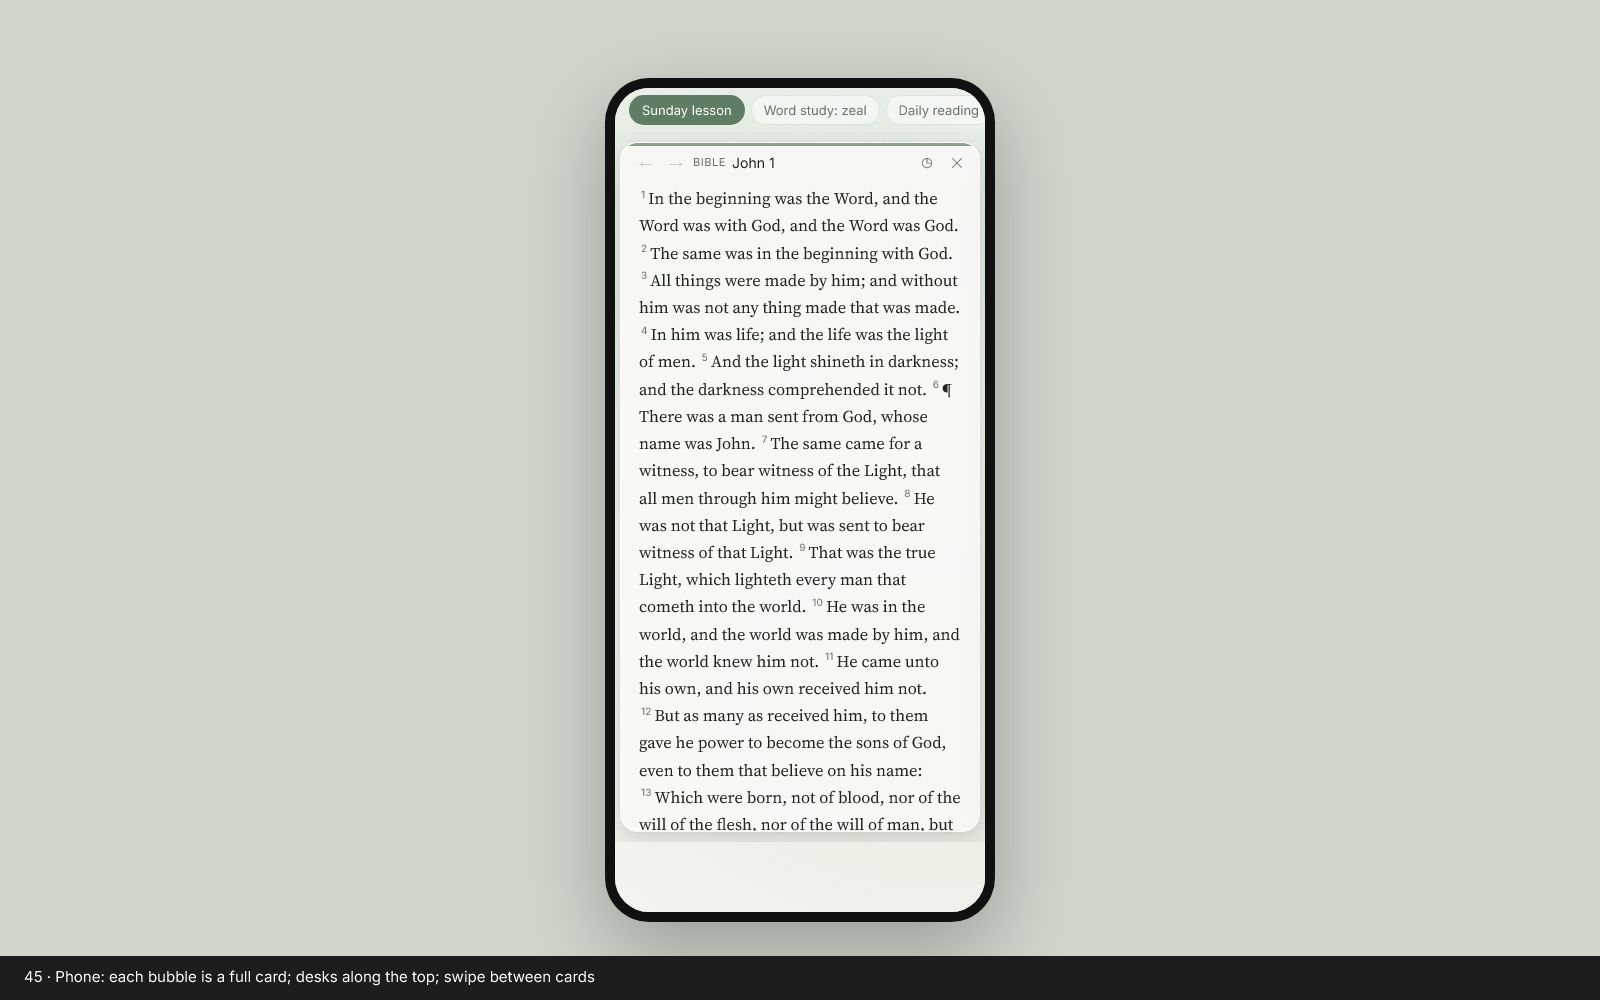 Sunday lesson Word study: zeal Daily reading
← → BIBLE John 1
1 In the beginning was the Word, and the
Word was with God, and the Word was God.
2 The same was in the beginning with God.
3 All things were made by him; and without
him was not any thing made that was made.
4 In him was life; and the life was the light
of men. 5 And the light shineth in darkness;
and the darkness comprehended it not. 6 ¶
There was a man sent from God, whose
name was John. 7 The same came for a
witness, to bear witness of the Light, that
all men through him might believe. 8 He
was not that Light, but was sent to bear
witness of that Light. 9 That was the true
Light, which lighteth every man that
cometh into the world. 10 He was in the
world, and the world was made by him, and
the world knew him not. 11 He came unto
his own, and his own received him not.
12 But as many as received him, to them
gave he power to become the sons of God,
even to them that believe on his name:
13 Which were born, not of blood, nor of the
will of the flesh, nor of the will of man, but
45 · Phone: each bubble is a full card; desks along the top; swipe between cards